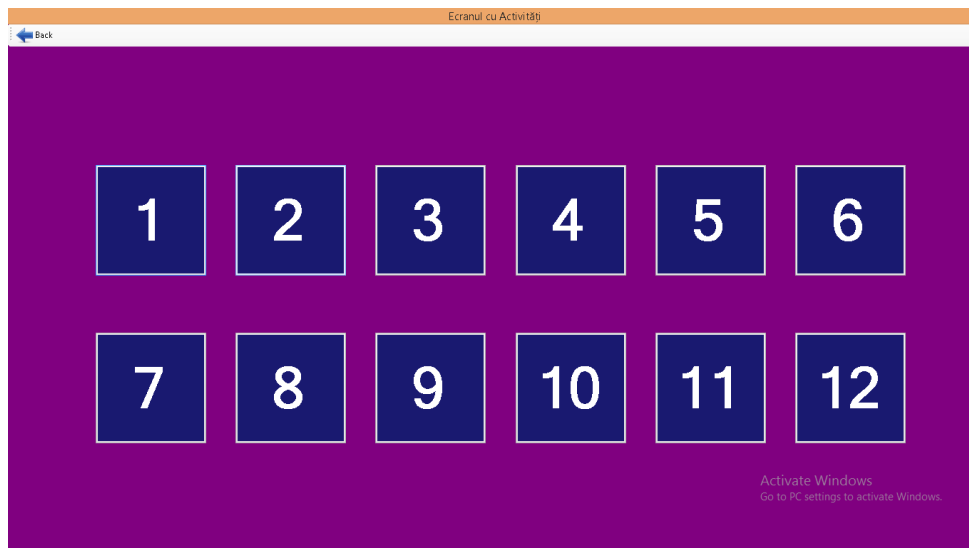 Ecranul cu Activități
Back
1 2 3 4 5 6
7 8 9 10 11 12
Activate Windows
Go to PC settings to activate Windows.